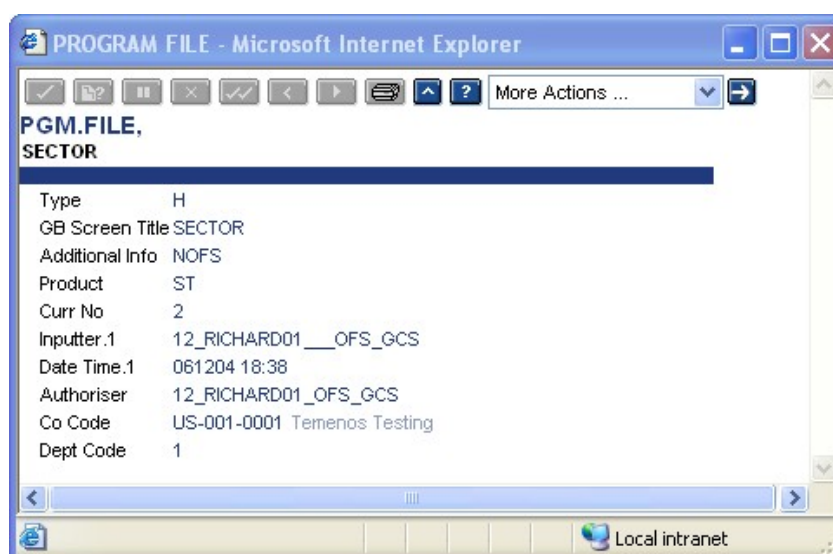 PROGRAM FILE - Microsoft Internet Explorer
More Actions ...
PGM.FILE,
SECTOR
Type H
GB Screen Title SECTOR
Additional Info NOFS
Product ST
Curr No 2
Inputter.1 12_RICHARD01___OFS_GCS
Date Time.1 061204 18:38
Authoriser 12_RICHARD01_OFS_GCS
Co Code US-001-0001 Temenos Testing
Dept Code 1
Local intranet